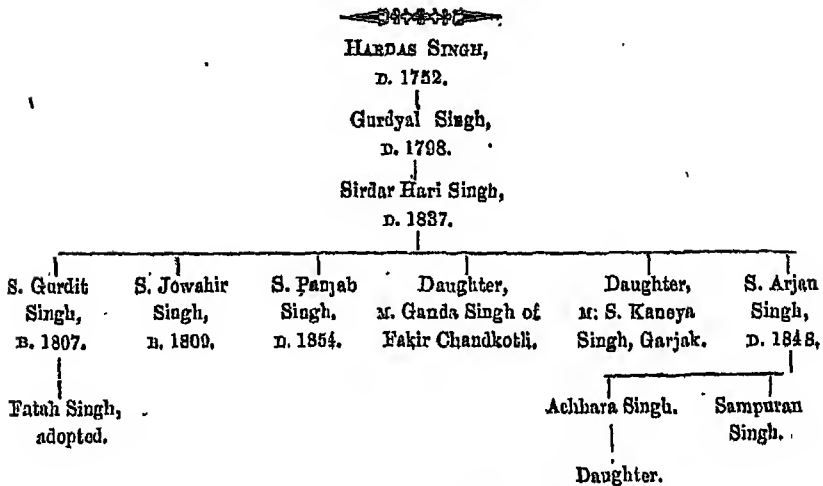 HARDAS SINGH,
D. 1752.
Gurdyal Singh,
D. 1798.
Sirdar Hari Singh,
D. 1837.
S. Gurdit
Singh,
B. 1807.
S. Jowahir
Singh,
B. 1809.
S. Panjab
Singh.
D. 1854.
Daughter,
M. Ganda Singh of
Fakir Chandkotli.
Daughter,
M: S. Kaneya
Singh, Garjak.
S. Arjan
Singh,
D. 1848.
Fatah Singh,
adopted.
Achhara Singh.
Sampuran
Singh.
Daughter.